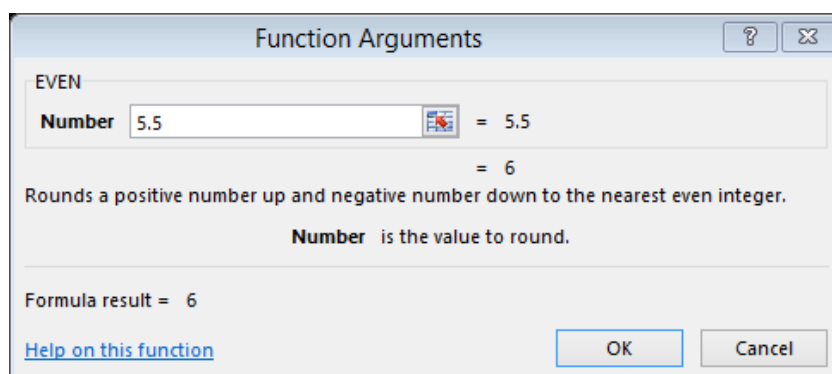 Function Arguments
EVEN
Number 5.5 = 5.5
= 6
Rounds a positive number up and negative number down to the nearest even integer.
Number is the value to round.
Formula result = 6
Help on this function OK Cancel